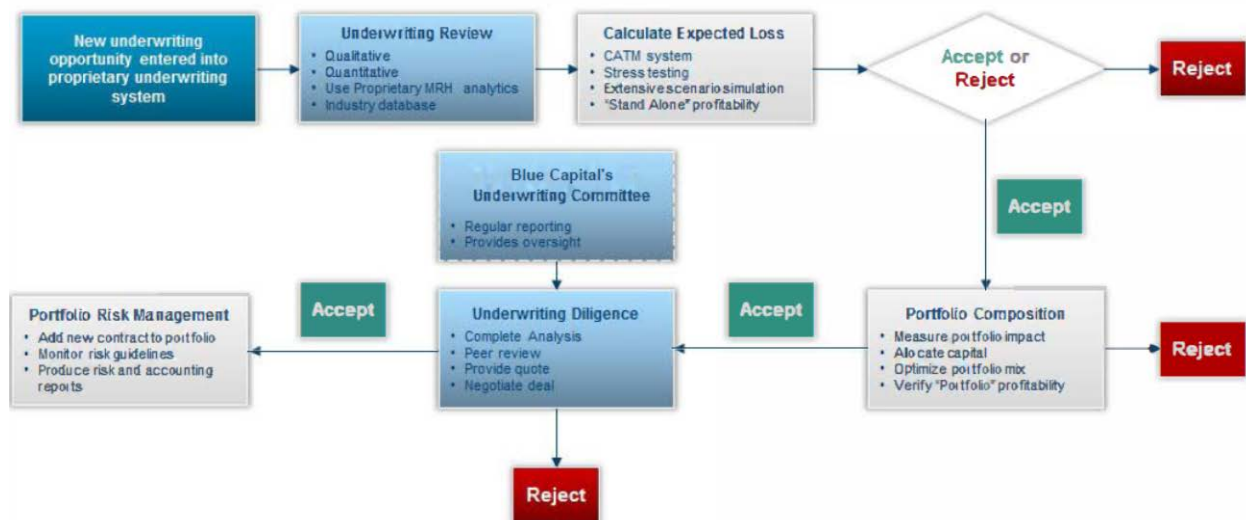 New underwriting
opportunity entered into
proprietary underwriting
system
Underwriting Review
• Qualitative
• Quantitative
• Use Proprietary MRH analytics
• Industry database
Calculate Expected Loss
• CATM system
• Stress testing
• Extensive scenario simulation
• "Stand Alone" profitability
Accept or
Reject
Reject
Blue Capital's
Underwriting Committee
• Regular reporting
• Provides oversight
Accept
Portfolio Risk Management
• Add new contract to portfolio
• Monitor risk guidelines
• Produce risk and accounting
reports
Accept
Underwriting Diligence
• Complete Analysis
• Peer review
• Provide quote
• Negotiate deal
Accept
Portfolio Composition
• Measure portfolio impact
• Allocate capital
• Optimize portfolio mix
• Verify "Portfolio" profitability
Reject
Reject